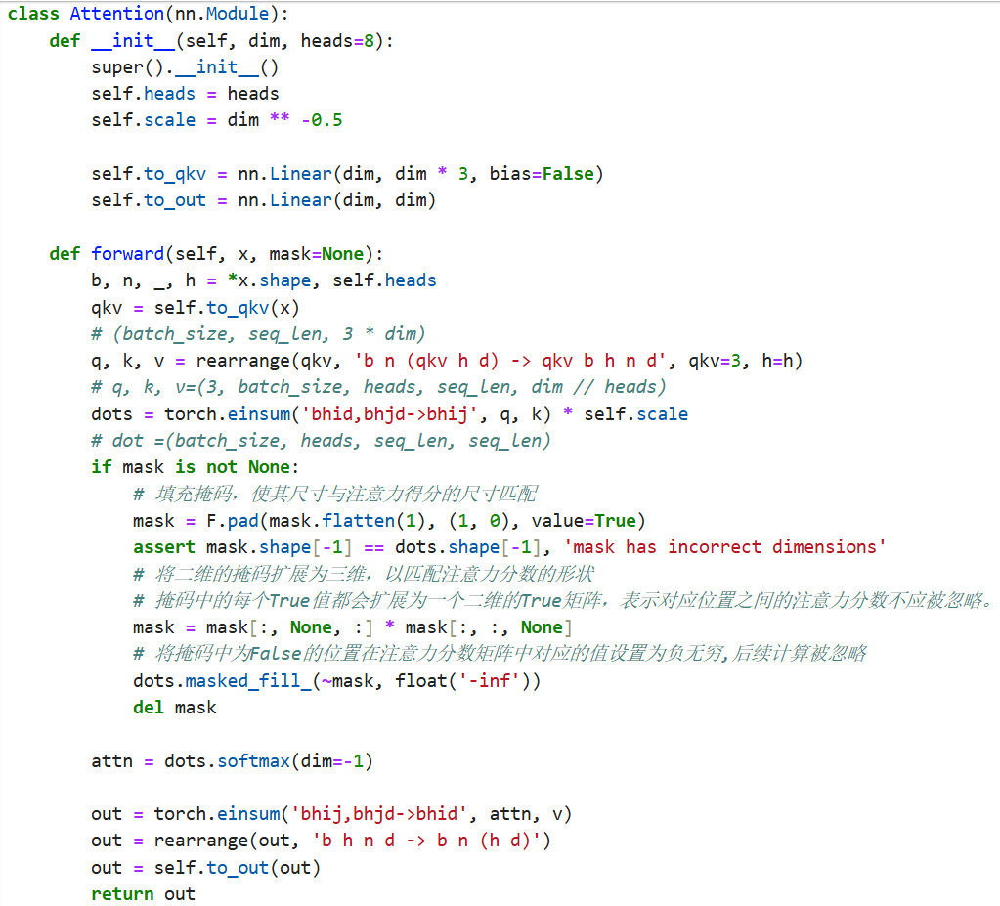 class Attention(nn.Module):
    def __init__(self, dim, heads=8):
        super().__init__()
        self.heads = heads
        self.scale = dim ** -0.5

        self.to_qkv = nn.Linear(dim, dim * 3, bias=False)
        self.to_out = nn.Linear(dim, dim)

    def forward(self, x, mask=None):
        b, n, _, h = *x.shape, self.heads
        qkv = self.to_qkv(x)
        # (batch_size, seq_len, 3 * dim)
        q, k, v = rearrange(qkv, 'b n (qkv h d) -> qkv b h n d', qkv=3, h=h)
        # q, k, v=(3, batch_size, heads, seq_len, dim // heads)
        dots = torch.einsum('bhid,bhjd->bhij', q, k) * self.scale
        # dot =(batch_size, heads, seq_len, seq_len)
        if mask is not None:
            # 填充掩码，使其尺寸与注意力得分的尺寸匹配
            mask = F.pad(mask.flatten(1), (1, 0), value=True)
            assert mask.shape[-1] == dots.shape[-1], 'mask has incorrect dimensions'
            # 将二维的掩码扩展为三维，以匹配注意力分数的形状
            # 掩码中的每个True值都会扩展为一个二维的True矩阵，表示对应位置之间的注意力分数不应被忽略。
            mask = mask[:, None, :] * mask[:, :, None]
            # 将掩码中为False的位置在注意力分数矩阵中对应的值设置为负无穷,后续计算被忽略
            dots.masked_fill_(~mask, float('-inf'))
            del mask

        attn = dots.softmax(dim=-1)

        out = torch.einsum('bhij,bhjd->bhid', attn, v)
        out = rearrange(out, 'b h n d -> b n (h d)')
        out = self.to_out(out)
        return out